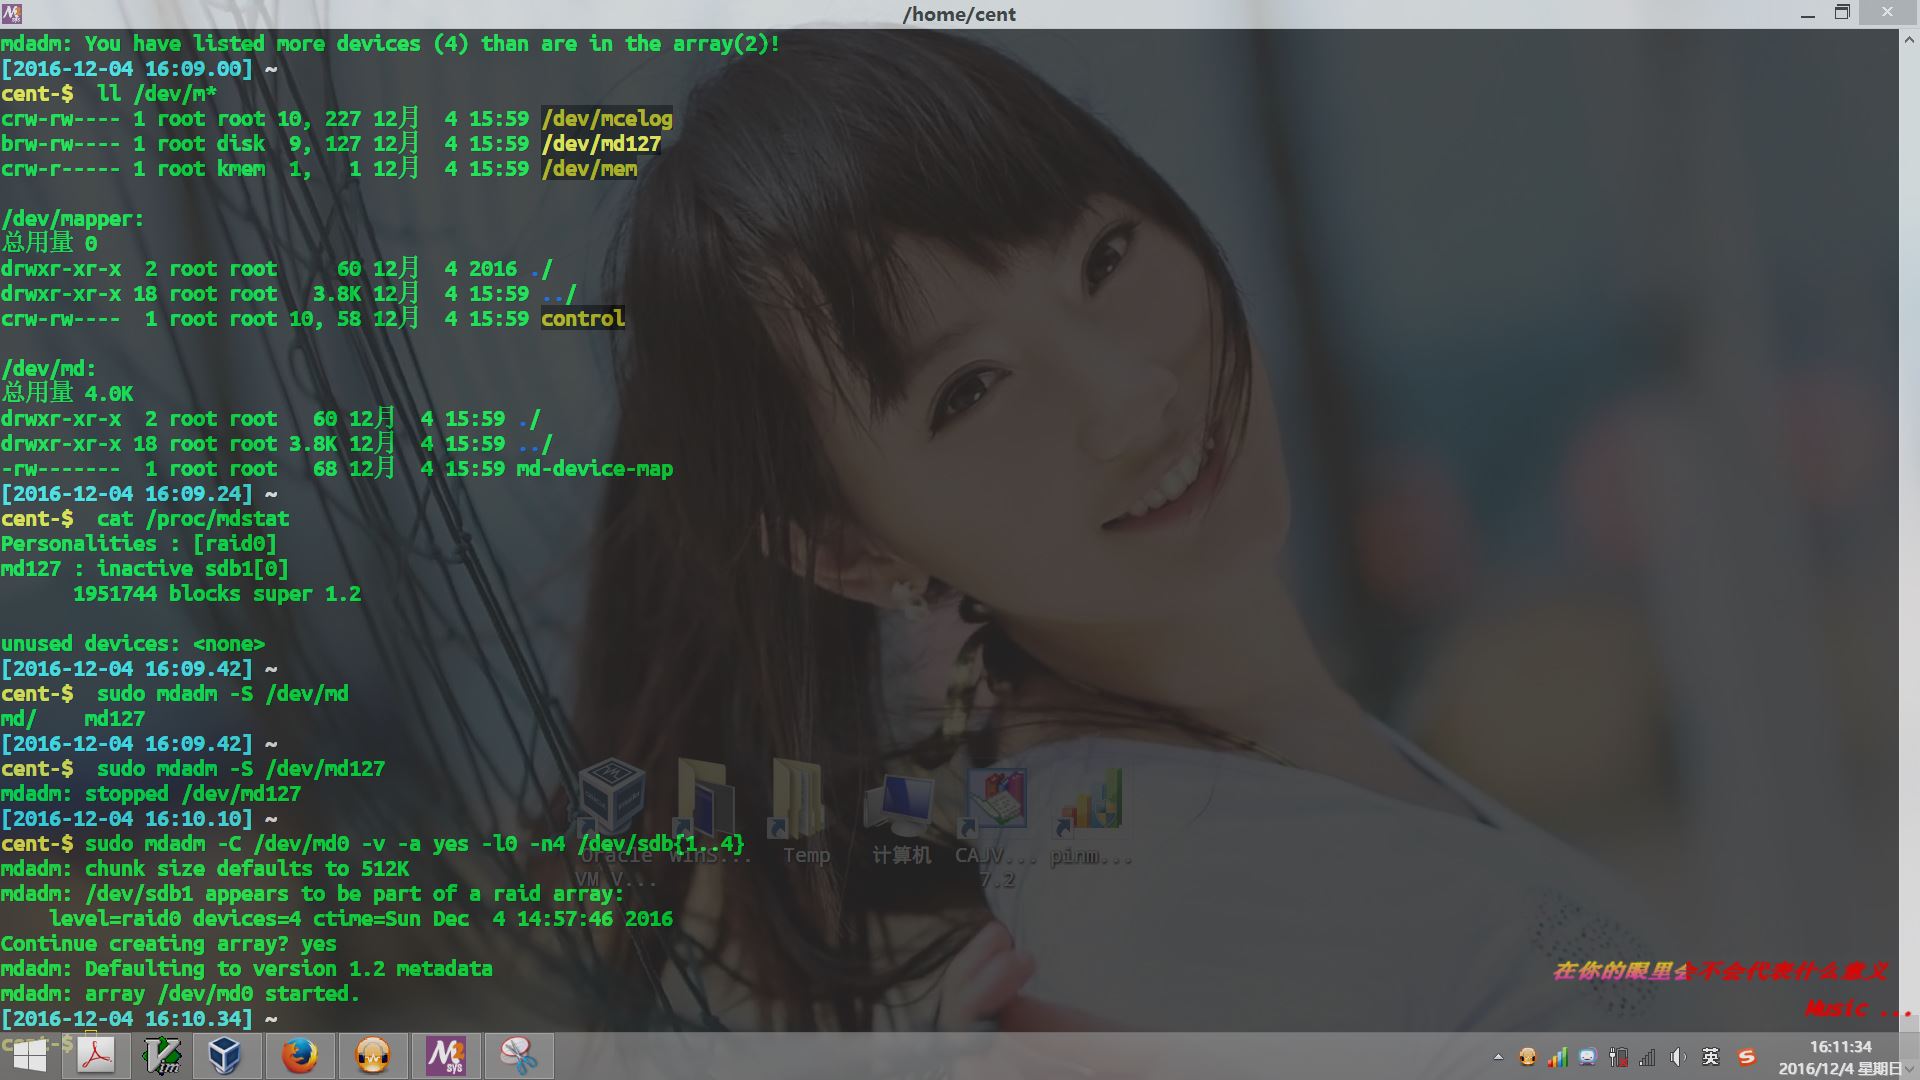 /home/cent
mdadm: You have listed more devices (4) than are in the array(2)!
[2016-12-04 16:09.00] ~
cent-$  ll /dev/m*
crw-rw---- 1 root root 10, 227 12月  4 15:59 /dev/mcelog
brw-rw---- 1 root disk  9, 127 12月  4 15:59 /dev/md127
crw-r----- 1 root kmem  1,   1 12月  4 15:59 /dev/mem
/dev/mapper:
总用量 0
drwxr-xr-x  2 root root     60 12月  4 2016 ./
drwxr-xr-x 18 root root   3.8K 12月  4 15:59 ../
crw-rw----  1 root root 10, 58 12月  4 15:59 control
/dev/md:
总用量 4.0K
drwxr-xr-x  2 root root   60 12月  4 15:59 ./
drwxr-xr-x 18 root root 3.8K 12月  4 15:59 ../
-rw-------  1 root root   68 12月  4 15:59 md-device-map
[2016-12-04 16:09.24] ~
cent-$  cat /proc/mdstat
Personalities : [raid0]
md127 : inactive sdb1[0]
      1951744 blocks super 1.2
unused devices: <none>
[2016-12-04 16:09.42] ~
cent-$  sudo mdadm -S /dev/md
md/    md127
[2016-12-04 16:09.42] ~
cent-$  sudo mdadm -S /dev/md127
mdadm: stopped /dev/md127
[2016-12-04 16:10.10] ~
cent-$ sudo mdadm -C /dev/md0 -v -a yes -l0 -n4 /dev/sdb{1..4}
mdadm: chunk size defaults to 512K
mdadm: /dev/sdb1 appears to be part of a raid array:
    level=raid0 devices=4 ctime=Sun Dec  4 14:57:46 2016
Continue creating array? yes
mdadm: Defaulting to version 1.2 metadata
mdadm: array /dev/md0 started.
[2016-12-04 16:10.34] ~
cent-$
Oracle VM V...
WinS...
Temp
计算机
CAJV... 7.2
pinm...
在你的眼里会不会代表什么意义
Music ...
英
16:11:34
2016/12/4 星期日